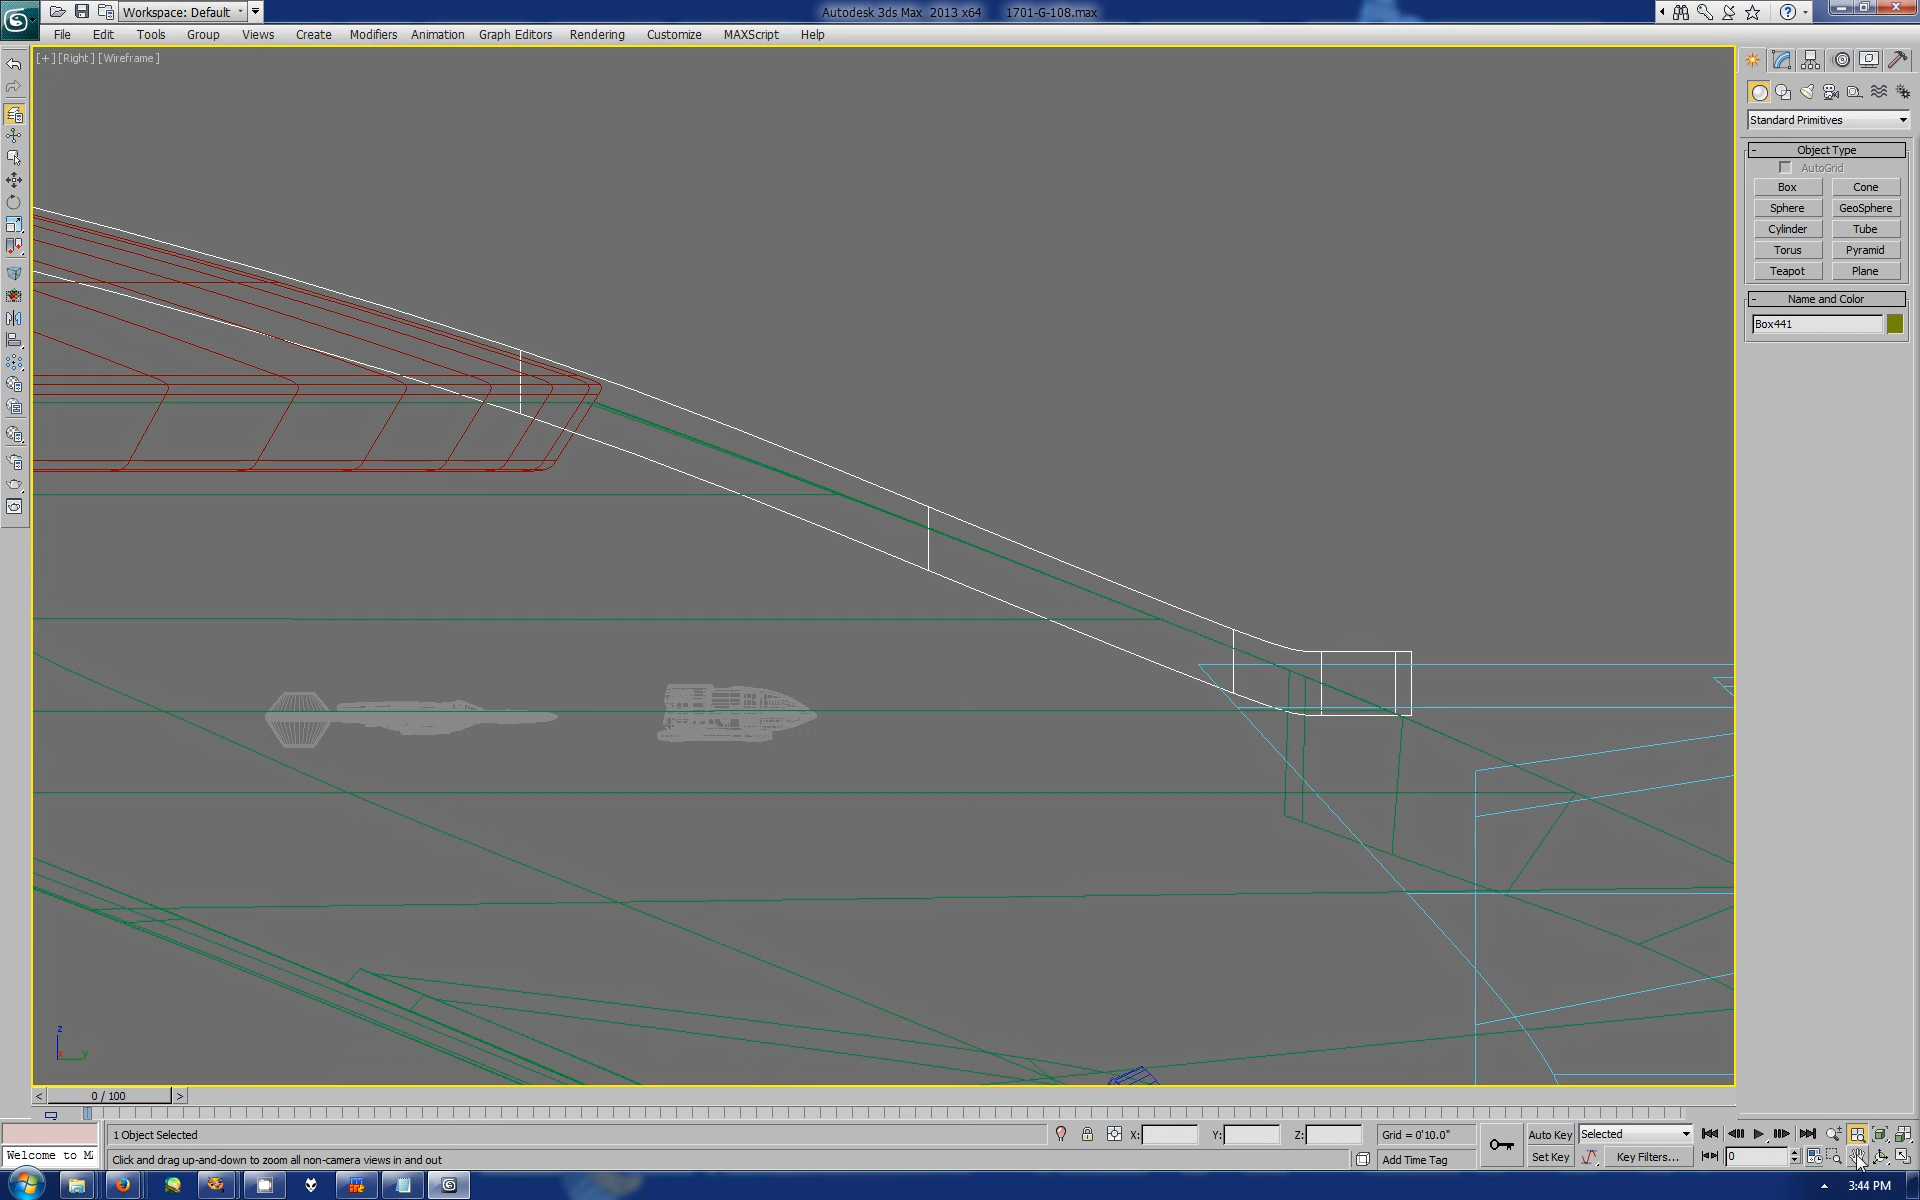 Workspace: Default
Autodesk 3ds Max 2013 x64 1701-G-108.max
File Edit Tools Group Views Create Modifiers Animation Graph Editors Rendering Customize MAXScript Help
[+] [Right] [Wireframe]
Standard Primitives
- Object Type
AutoGrid
Box Cone
Sphere GeoSphere
Cylinder Tube
Torus Pyramid
Teapot Plane
- Name and Color
Box441
z
x y
< 0 / 100 >
1 Object Selected X: Y: Z: Grid = 0'10.0" Auto Key Selected
Welcome to M
Click and drag up-and-down to zoom all non-camera views in and out Add Time Tag Set Key Key Filters... 0
3:44 PM